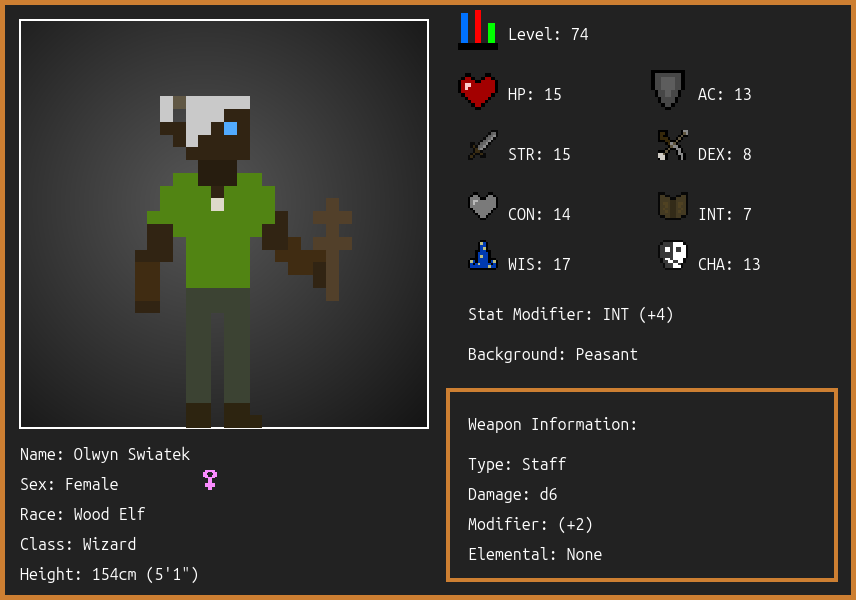 Level: 74
HP: 15
AC: 13
STR: 15
DEX: 8
CON: 14
INT: 7
WIS: 17
CHA: 13
Stat Modifier: INT (+4)
Background: Peasant
Weapon Information:
Type: Staff
Damage: d6
Modifier: (+2)
Elemental: None
Name: Olwyn Swiatek
Sex: Female
Race: Wood Elf
Class: Wizard
Height: 154cm (5'1")